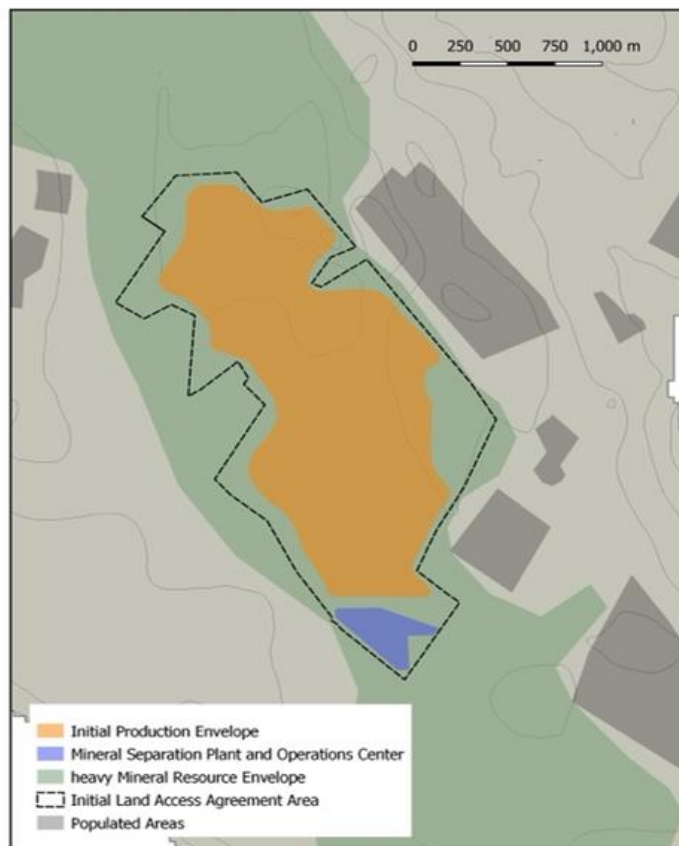 0 250 500 750 1,000 m
Initial Production Envelope
Mineral Separation Plant and Operations Center
heavy Mineral Resource Envelope
Initial Land Access Agreement Area
Populated Areas